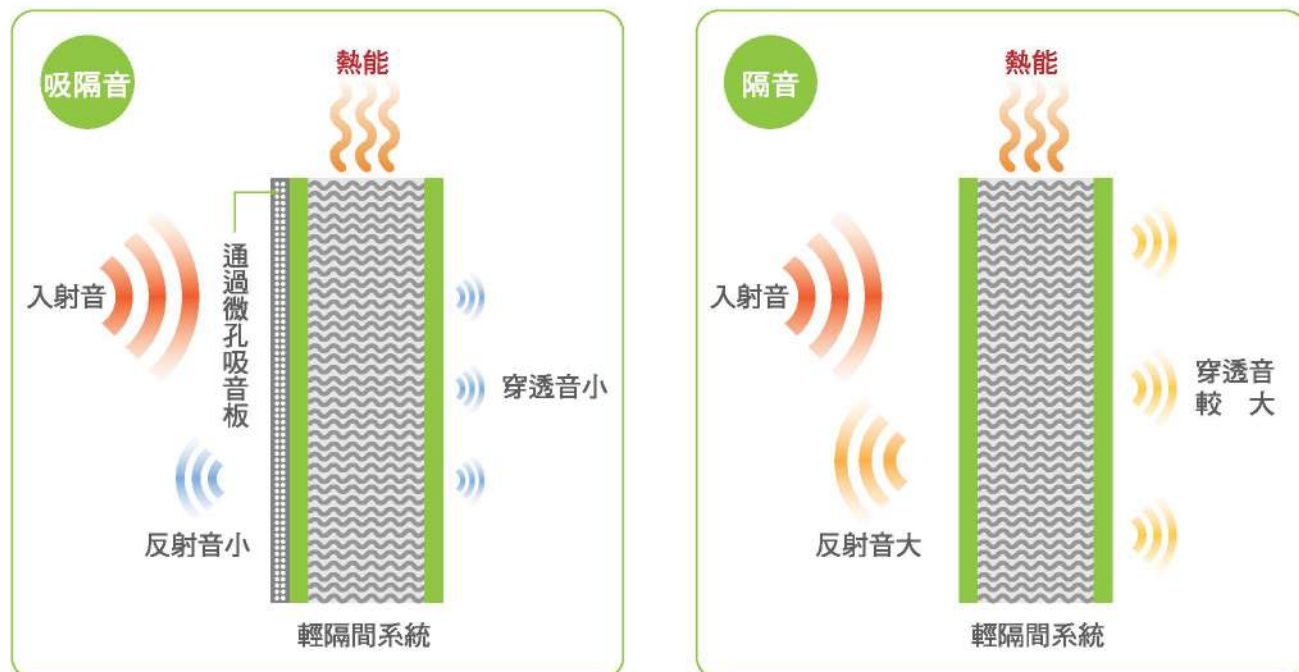 吸隔音
熱能
入射音
通過微孔吸音板
穿透音小
反射音小
輕隔間系統
隔音
熱能
入射音
穿透音
較　大
反射音大
輕隔間系統